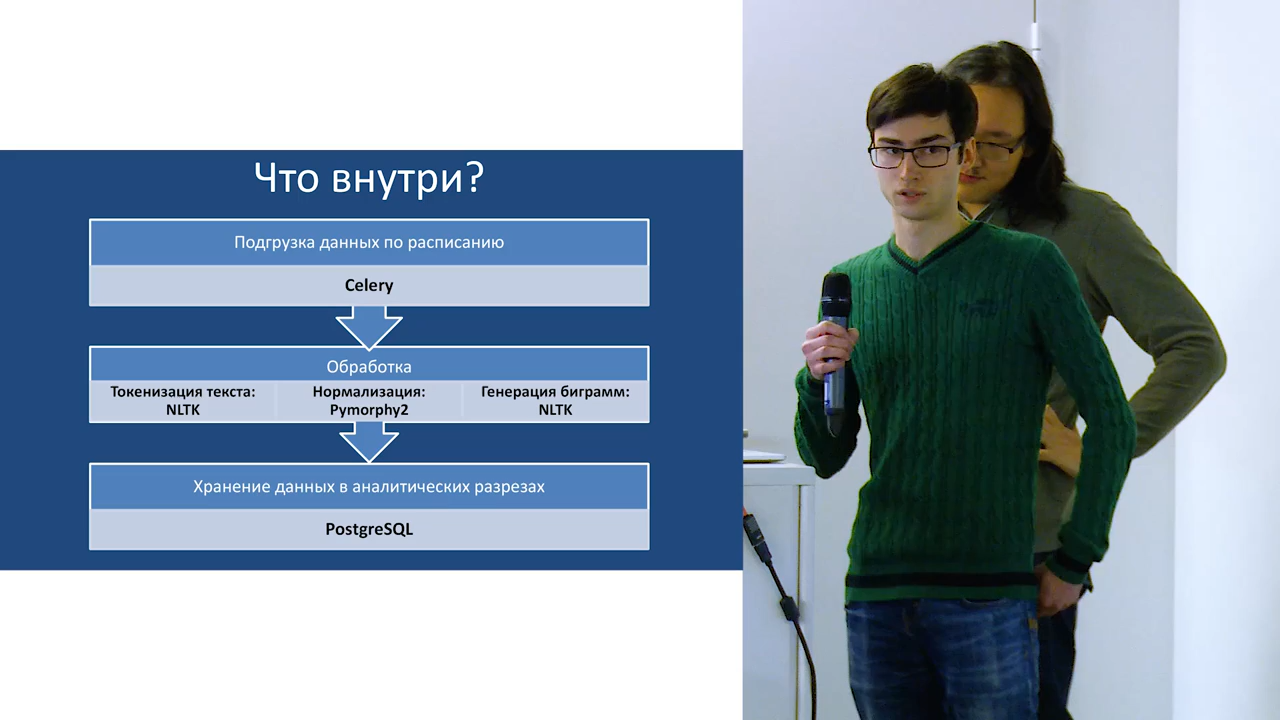 Что внутри?
Подгрузка данных по расписанию
Celery
Обработка
Токенизация текста:
NLTK
Нормализация:
Pymorphy2
Генерация биграмм:
NLTK
Хранение данных в аналитических разрезах
PostgreSQL